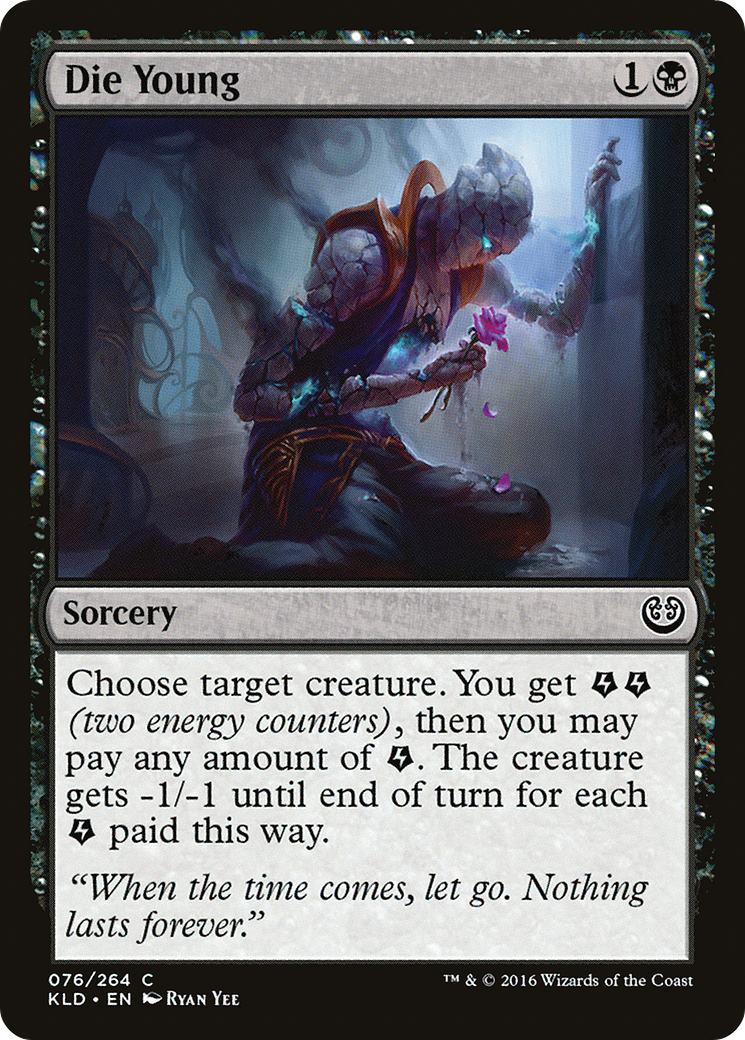 Die Young 1
Sorcery
Choose target creature. You get
(two energy counters), then you may
pay any amount of . The creature
gets -1/-1 until end of turn for each
paid this way.
“When the time comes, let go. Nothing
lasts forever.”
076/264 C ™ & © 2016 Wizards of the Coast
KLD • EN Ryan Yee